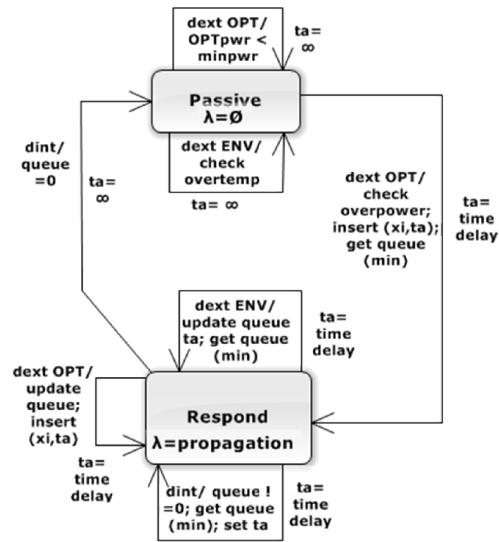 dext OPT/
OPTpwr <
minpwr
ta=
∞
Passive
λ=Ø
dext ENV/
check
overtemp
ta= ∞
dint/
queue
=0
ta=
∞
dext OPT/
check
overpower;
insert (xi,ta);
get queue
(min)
ta=
time
delay
dext ENV/
update queue
ta; get queue
(min)
ta=
time
delay
dext OPT/
update
queue;
insert
(xi,ta)
ta=
time
delay
Respond
λ=propagation
dint/ queue !
=0; get queue
(min); set ta
ta=
time
delay